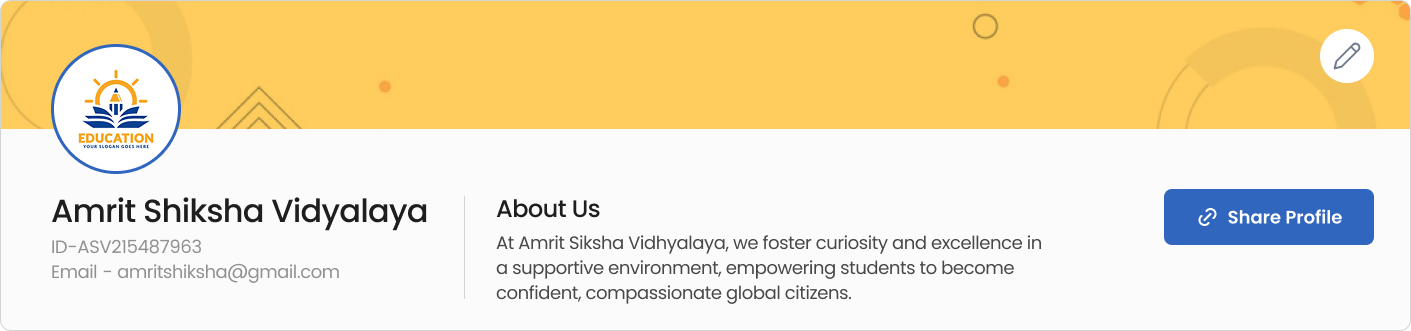 EDUCATION
YOUR SLOGAN GOES HERE
Amrit Shiksha Vidyalaya
ID-ASV215487963
Email - amritshiksha@gmail.com
About Us
At Amrit Siksha Vidhyalaya, we foster curiosity and excellence in
a supportive environment, empowering students to become
confident, compassionate global citizens.
Share Profile